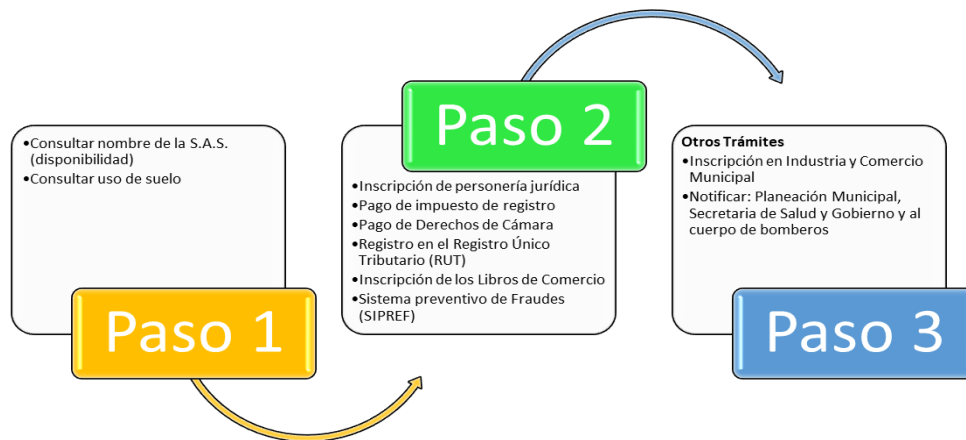 •Consultar nombre de la S.A.S.
(disponibilidad)
•Consultar uso de suelo
Paso 1
Paso 2
•Inscripción de personería jurídica
•Pago de impuesto de registro
•Pago de Derechos de Cámara
•Registro en el Registro Único
Tributario (RUT)
•Inscripción de los Libros de Comercio
•Sistema preventivo de Fraudes
(SIPREF)
Otros Trámites
•Inscripción en Industria y Comercio
Municipal
•Notificar: Planeación Municipal,
Secretaria de Salud y Gobierno y al
cuerpo de bomberos
Paso 3